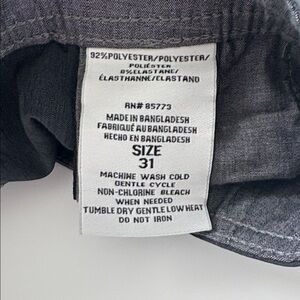 92%POLYESTER/POLYESTER/
POLIÉSTER
8%ELASTANE/
ÉLASTHANNE/ELASTANO
RN# 85773
MADE IN BANGLADESH
FABRIQUÉ AU BANGLADESH
HECHO EN BANGLADESH
SIZE
31
MACHINE WASH COLD
GENTLE CYCLE
NON-CHLORINE BLEACH
WHEN NEEDED
TUMBLE DRY GENTLE LOW HEAT
DO NOT IRON